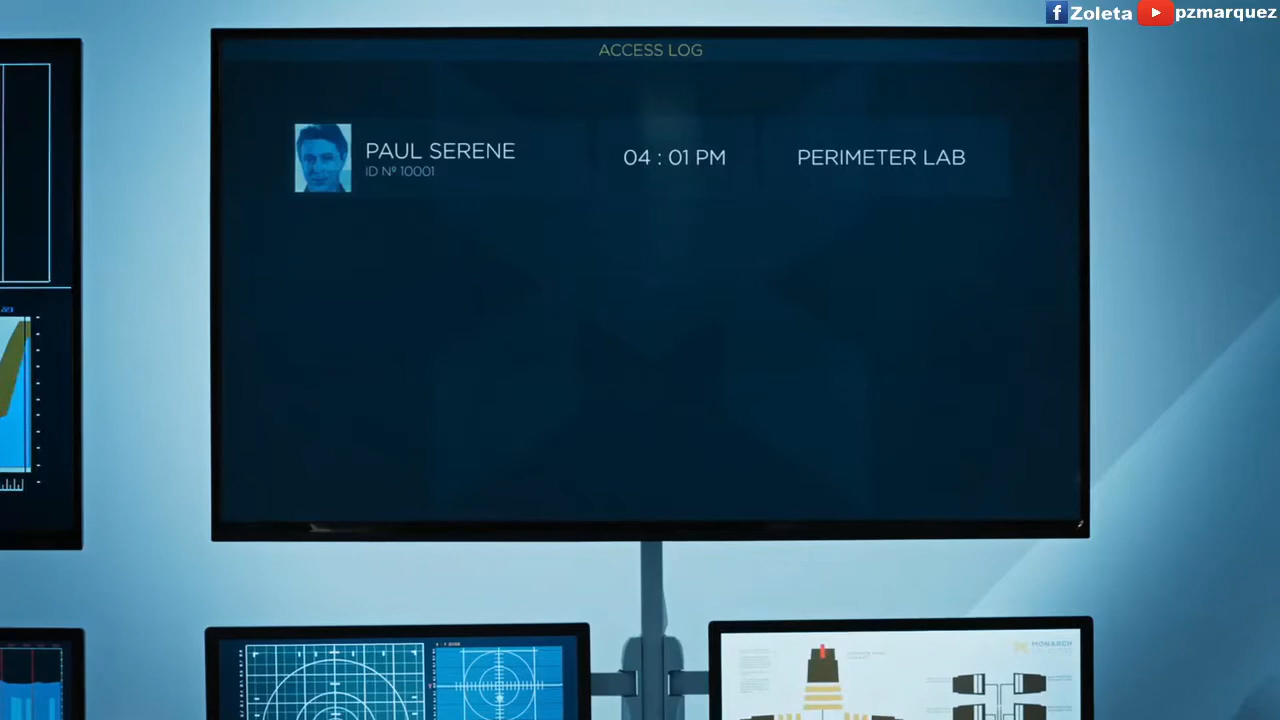 Zoleta pzmarquez
ACCESS LOG
PAUL SERENE
ID Nº 10001
04 : 01 PM
PERIMETER LAB
MONARCH